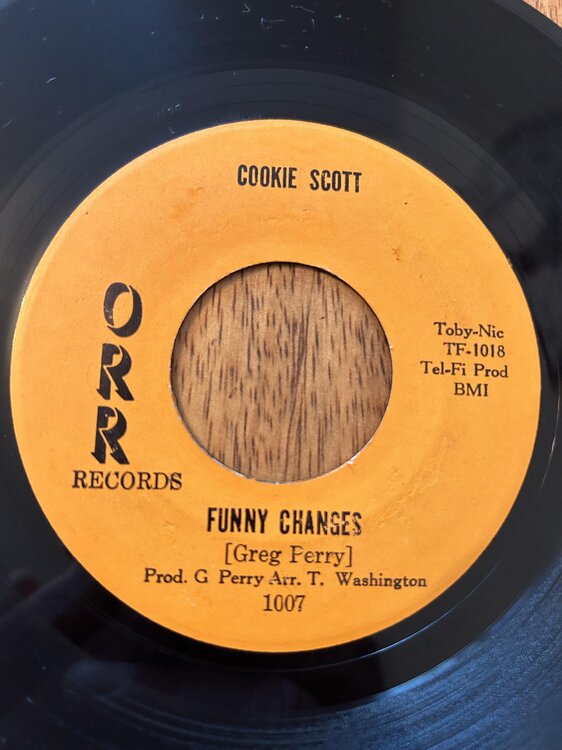 COOKIE SCOTT
ORR
RECORDS
Toby-Nic
TF-1018
Tel-Fi Prod
BMI
FUNNY CHANGES
[Greg Perry]
Prod. G Perry Arr. T. Washington
1007